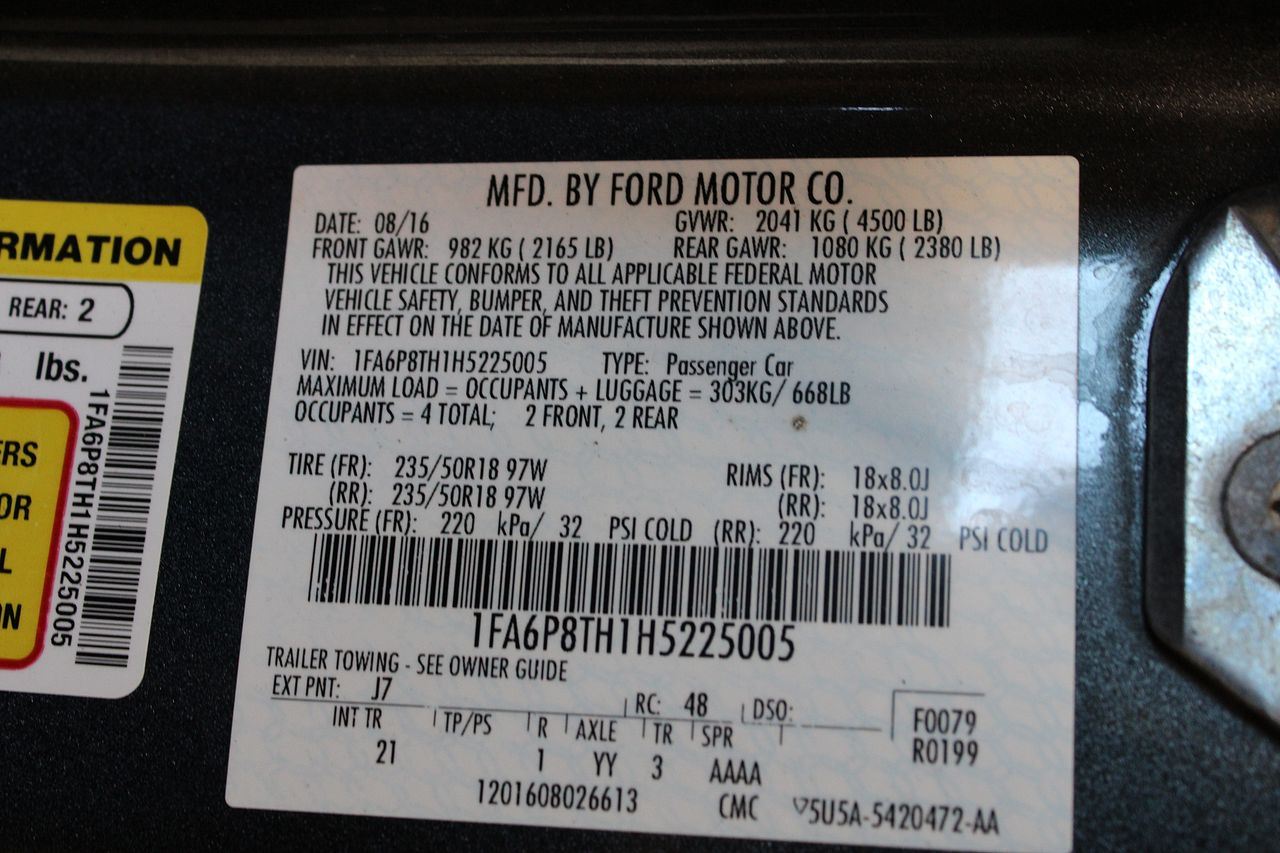 RMATION
REAR: 2
lbs.
1FA6P8TH1H5225005
ERS
OR
L
ON
MFD. BY FORD MOTOR CO.
DATE: 08/16 GVWR: 2041 KG ( 4500 LB)
FRONT GAWR: 982 KG ( 2165 LB) REAR GAWR: 1080 KG ( 2380 LB)
THIS VEHICLE CONFORMS TO ALL APPLICABLE FEDERAL MOTOR
VEHICLE SAFETY, BUMPER, AND THEFT PREVENTION STANDARDS
IN EFFECT ON THE DATE OF MANUFACTURE SHOWN ABOVE.
VIN: 1FA6P8TH1H5225005 TYPE: Passenger Car
MAXIMUM LOAD = OCCUPANTS + LUGGAGE = 303KG/ 668LB
OCCUPANTS = 4 TOTAL; 2 FRONT, 2 REAR
TIRE (FR): 235/50R18 97W RIMS (FR): 18x8.0J
(RR): 235/50R18 97W (RR): 18x8.0J
PRESSURE (FR): 220 kPa/ 32 PSI COLD (RR): 220 kPa/ 32 PSI COLD
1FA6P8TH1H5225005
TRAILER TOWING - SEE OWNER GUIDE
EXT PNT: J7 RC: 48 DSO: F0079
INT TR TP/PS R AXLE TR SPR R0199
21 1 YY 3 AAAA
1201608026613 CMC 5U5A-5420472-AA